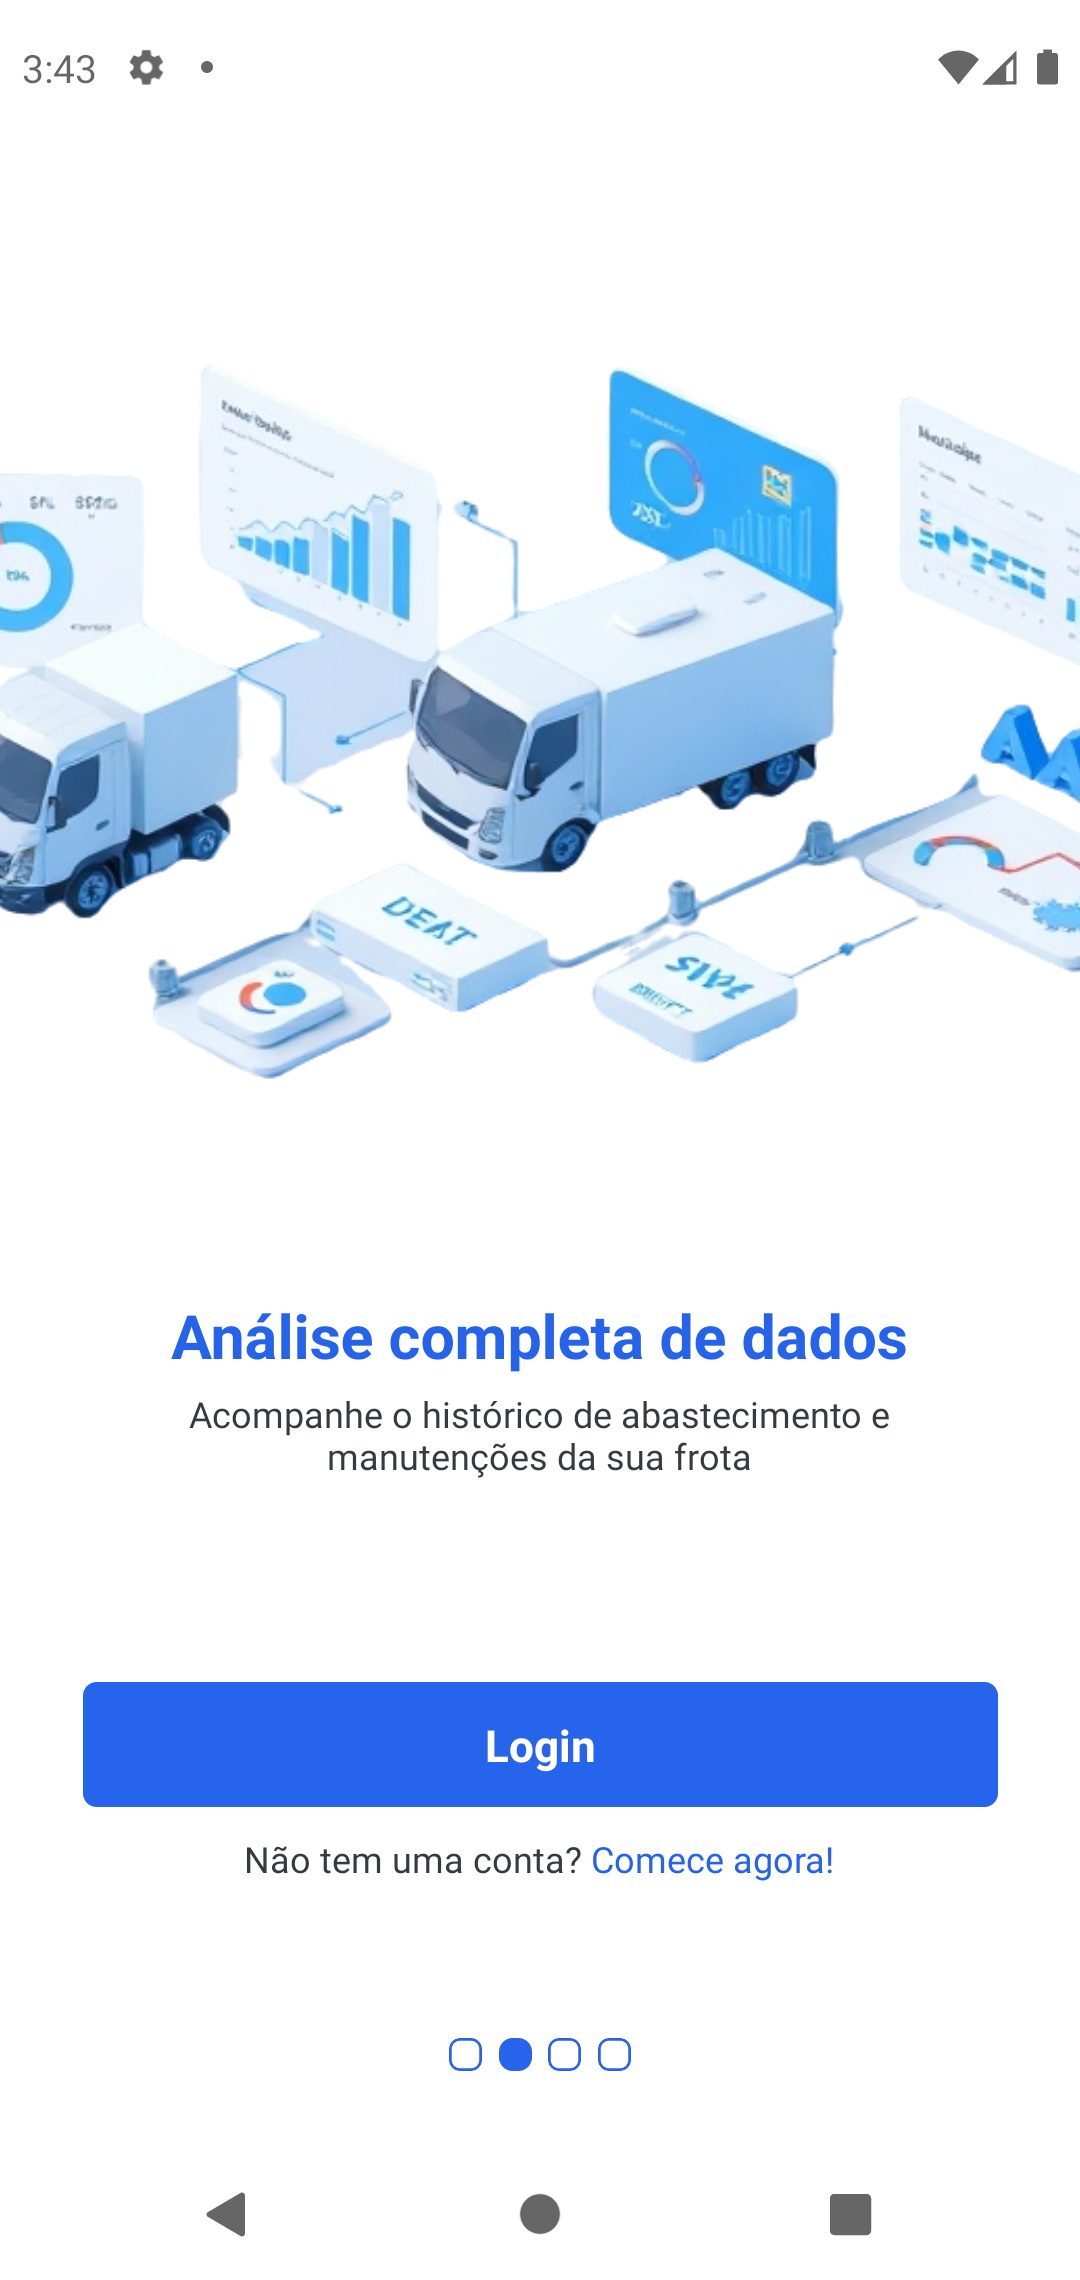 3:43
DEAT
Análise completa de dados
Acompanhe o histórico de abastecimento e
manutenções da sua frota
Login
Não tem uma conta? Comece agora!